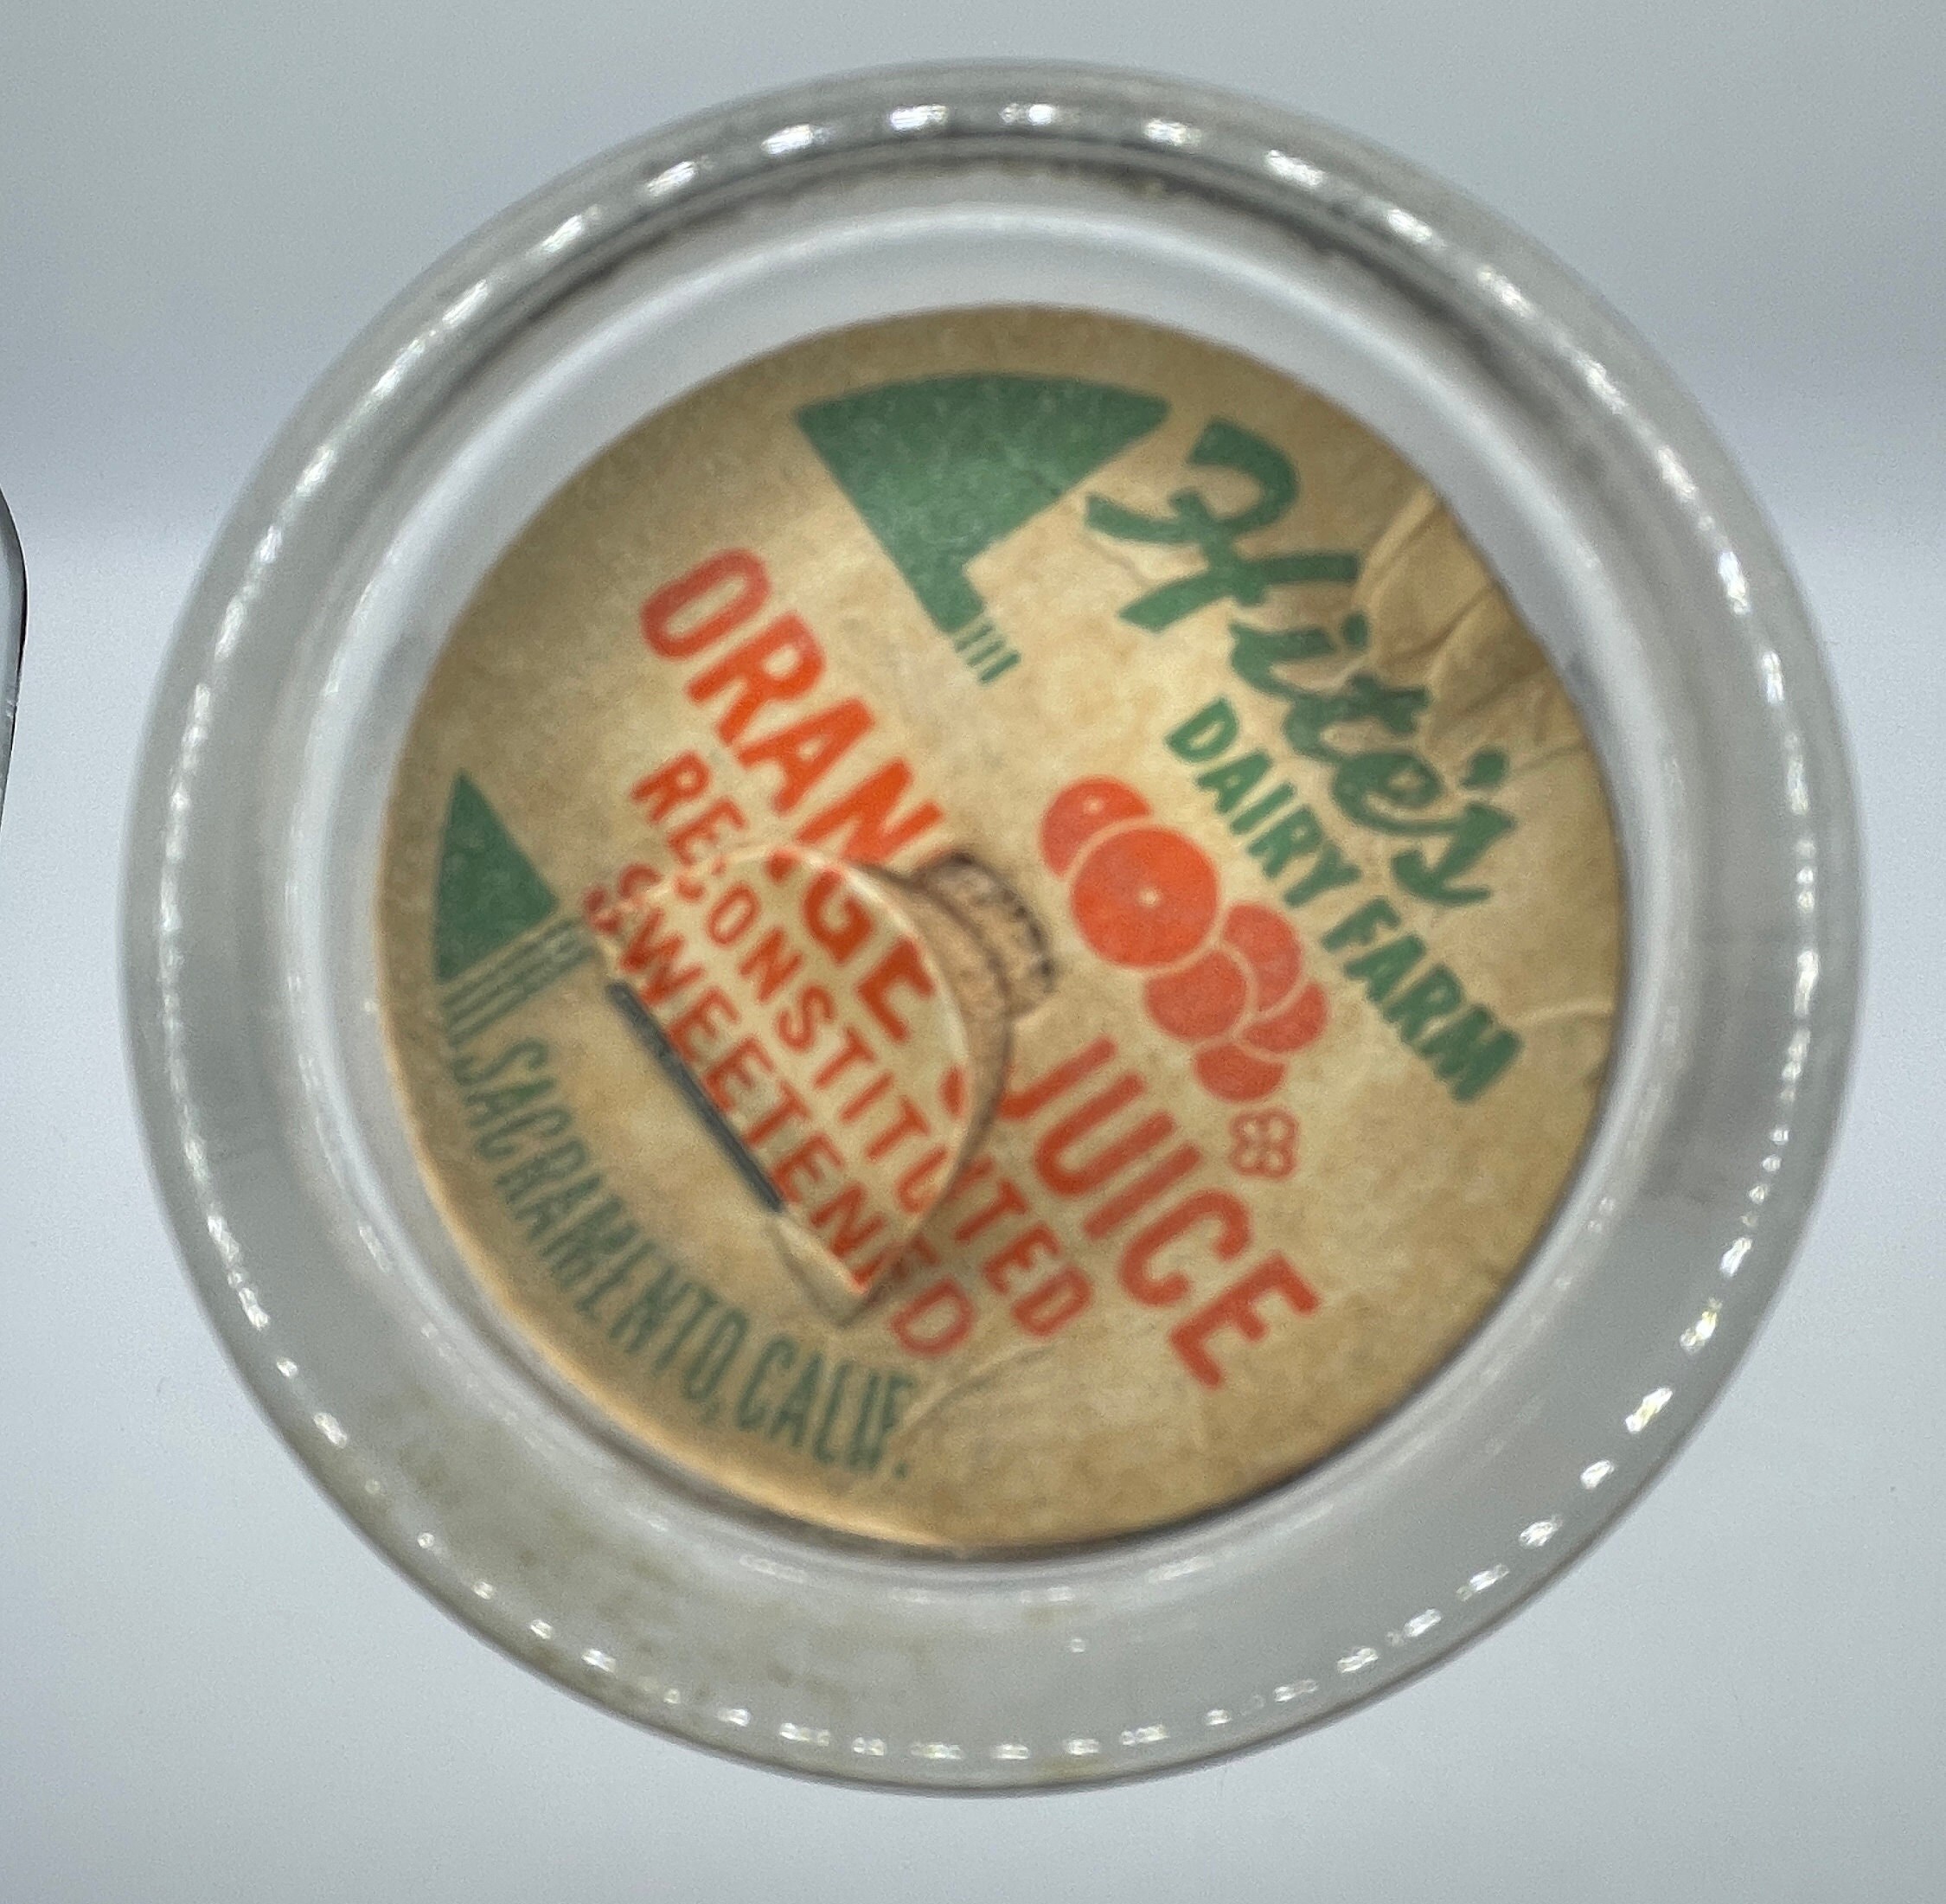 Fite's
DAIRY FARM
ORANGE JUICE
RECONSTITUTED
SWEETENED
SACRAMENTO, CALIF.